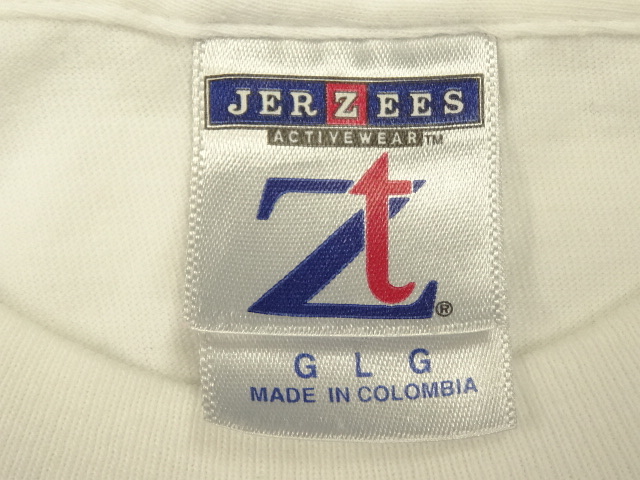 JERZEES
ACTIVEWEAR™
Zt®
G L G
MADE IN COLOMBIA